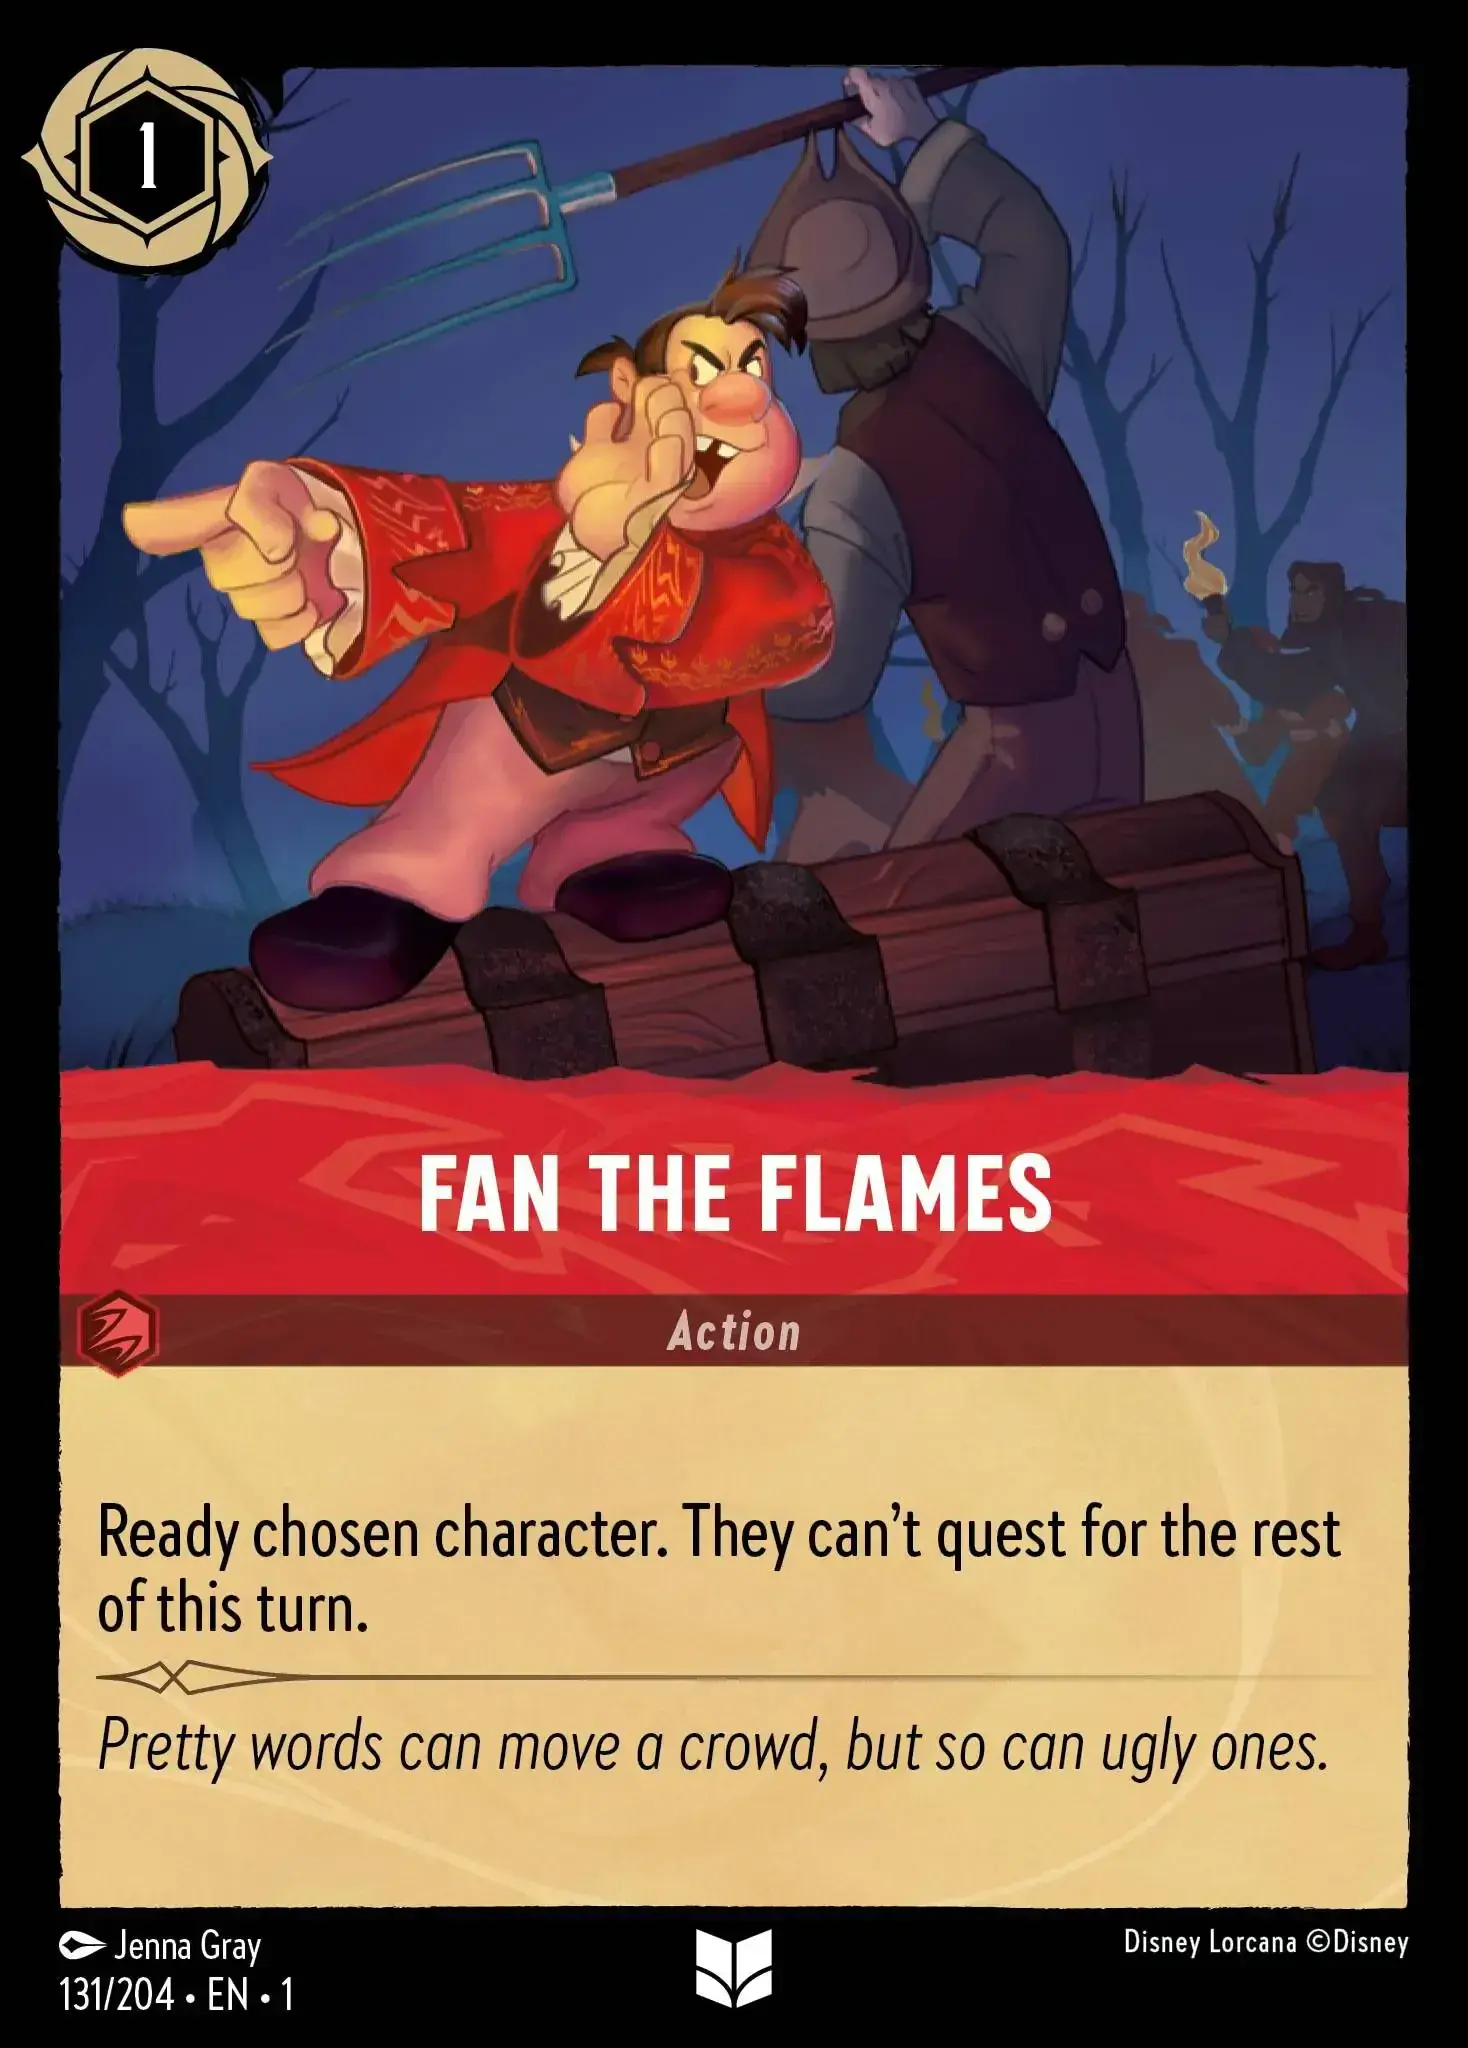 1
FAN THE FLAMES
Action
Ready chosen character. They can’t quest for the rest
of this turn.
Pretty words can move a crowd, but so can ugly ones.
Jenna Gray
Disney Lorcana ©Disney
131/204 • EN • 1